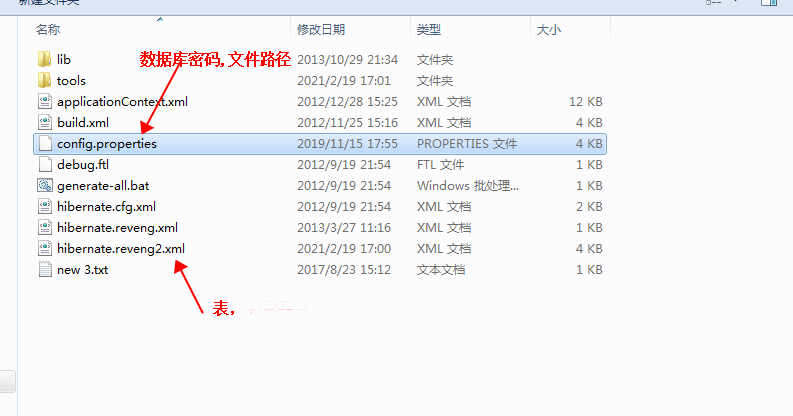 新建文件夹
名称 修改日期 类型 大小
lib 2013/10/29 21:34 文件夹
数据库密码,文件路径
tools 2021/2/19 17:01 文件夹
applicationContext.xml 2012/12/28 15:25 XML 文档 12 KB
build.xml 2012/11/25 15:16 XML 文档 4 KB
config.properties 2019/11/15 17:55 PROPERTIES 文件 4 KB
debug.ftl 2012/9/19 21:54 FTL 文件 1 KB
generate-all.bat 2012/9/19 21:54 Windows 批处理... 1 KB
hibernate.cfg.xml 2012/9/19 21:54 XML 文档 2 KB
hibernate.reveng.xml 2013/3/27 11:16 XML 文档 1 KB
hibernate.reveng2.xml 2021/2/19 17:00 XML 文档 4 KB
new 3.txt 2017/8/23 15:12 文本文档 1 KB
表，